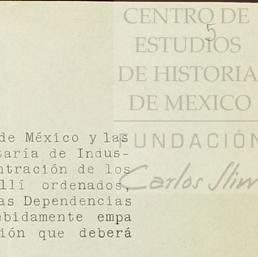 CENTRO DE
5
ESTUDIOS
DE HISTORIA
DE MEXICO
FUNDACIÓN
Carlos Slim
de México y las
taría de Indus-
ntración de los
llí ordenados,
as Dependencias
ebidamente empa
ión que deberá